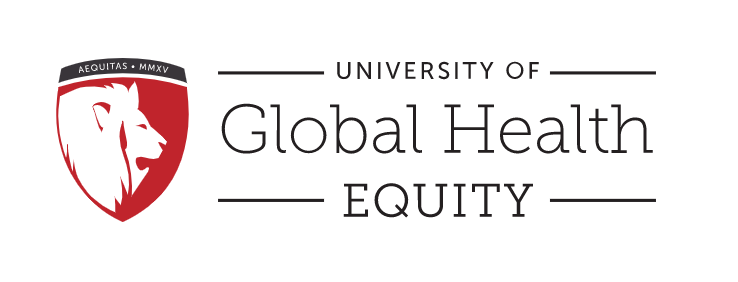 AEQUITAS • MMXV
UNIVERSITY OF
Global Health
EQUITY